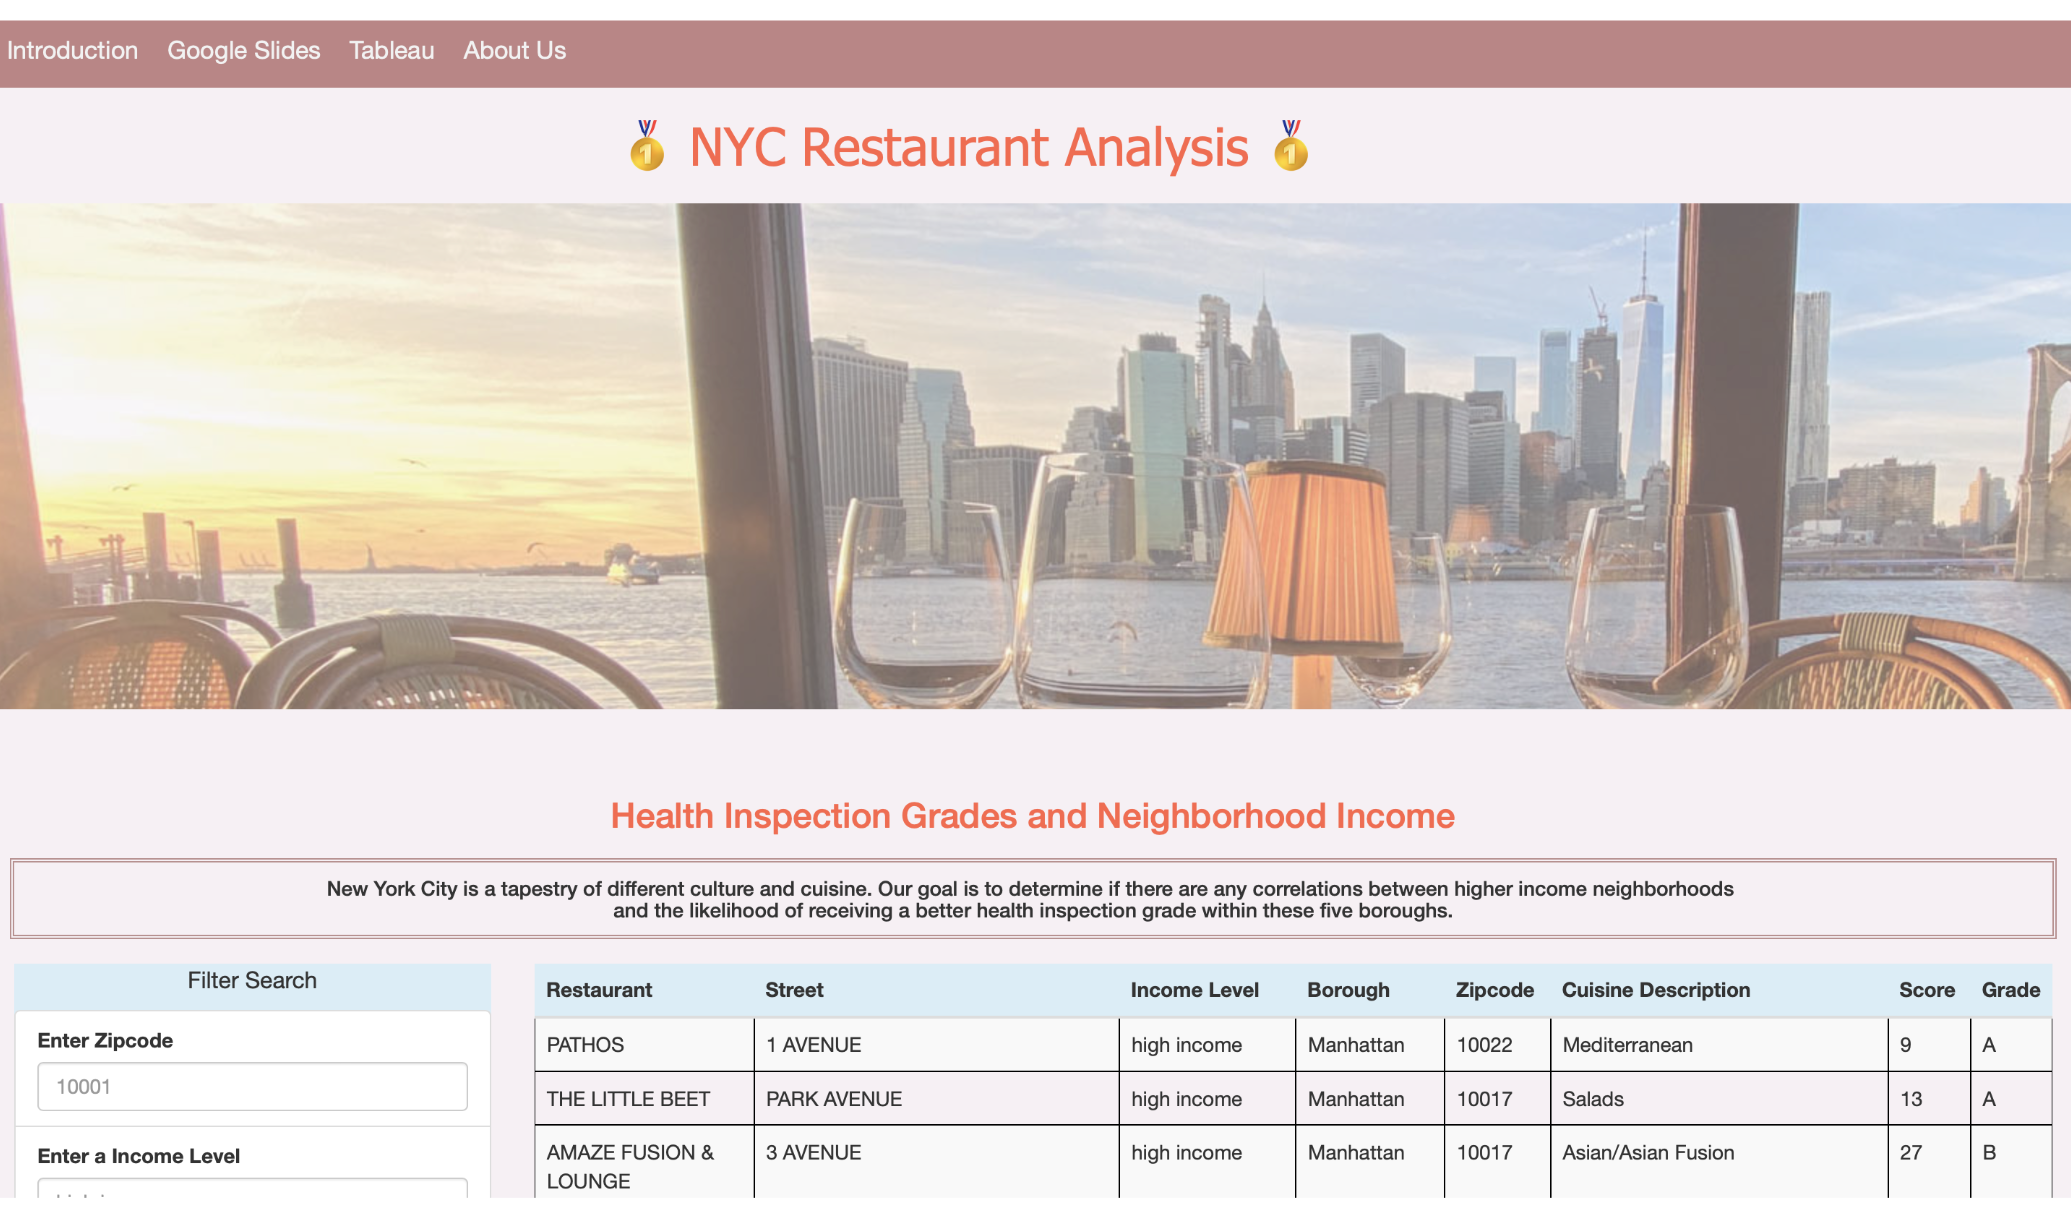 Introduction Google Slides Tableau About Us
🥇 NYC Restaurant Analysis 🥇
Health Inspection Grades and Neighborhood Income
New York City is a tapestry of different culture and cuisine. Our goal is to determine if there are any correlations between higher income neighborhoods
and the likelihood of receiving a better health inspection grade within these five boroughs.
Filter Search
Enter Zipcode
10001
Enter a Income Level
Restaurant Street Income Level Borough Zipcode Cuisine Description Score Grade
PATHOS 1 AVENUE high income Manhattan 10022 Mediterranean 9 A
THE LITTLE BEET PARK AVENUE high income Manhattan 10017 Salads 13 A
AMAZE FUSION & 3 AVENUE high income Manhattan 10017 Asian/Asian Fusion 27 B
LOUNGE